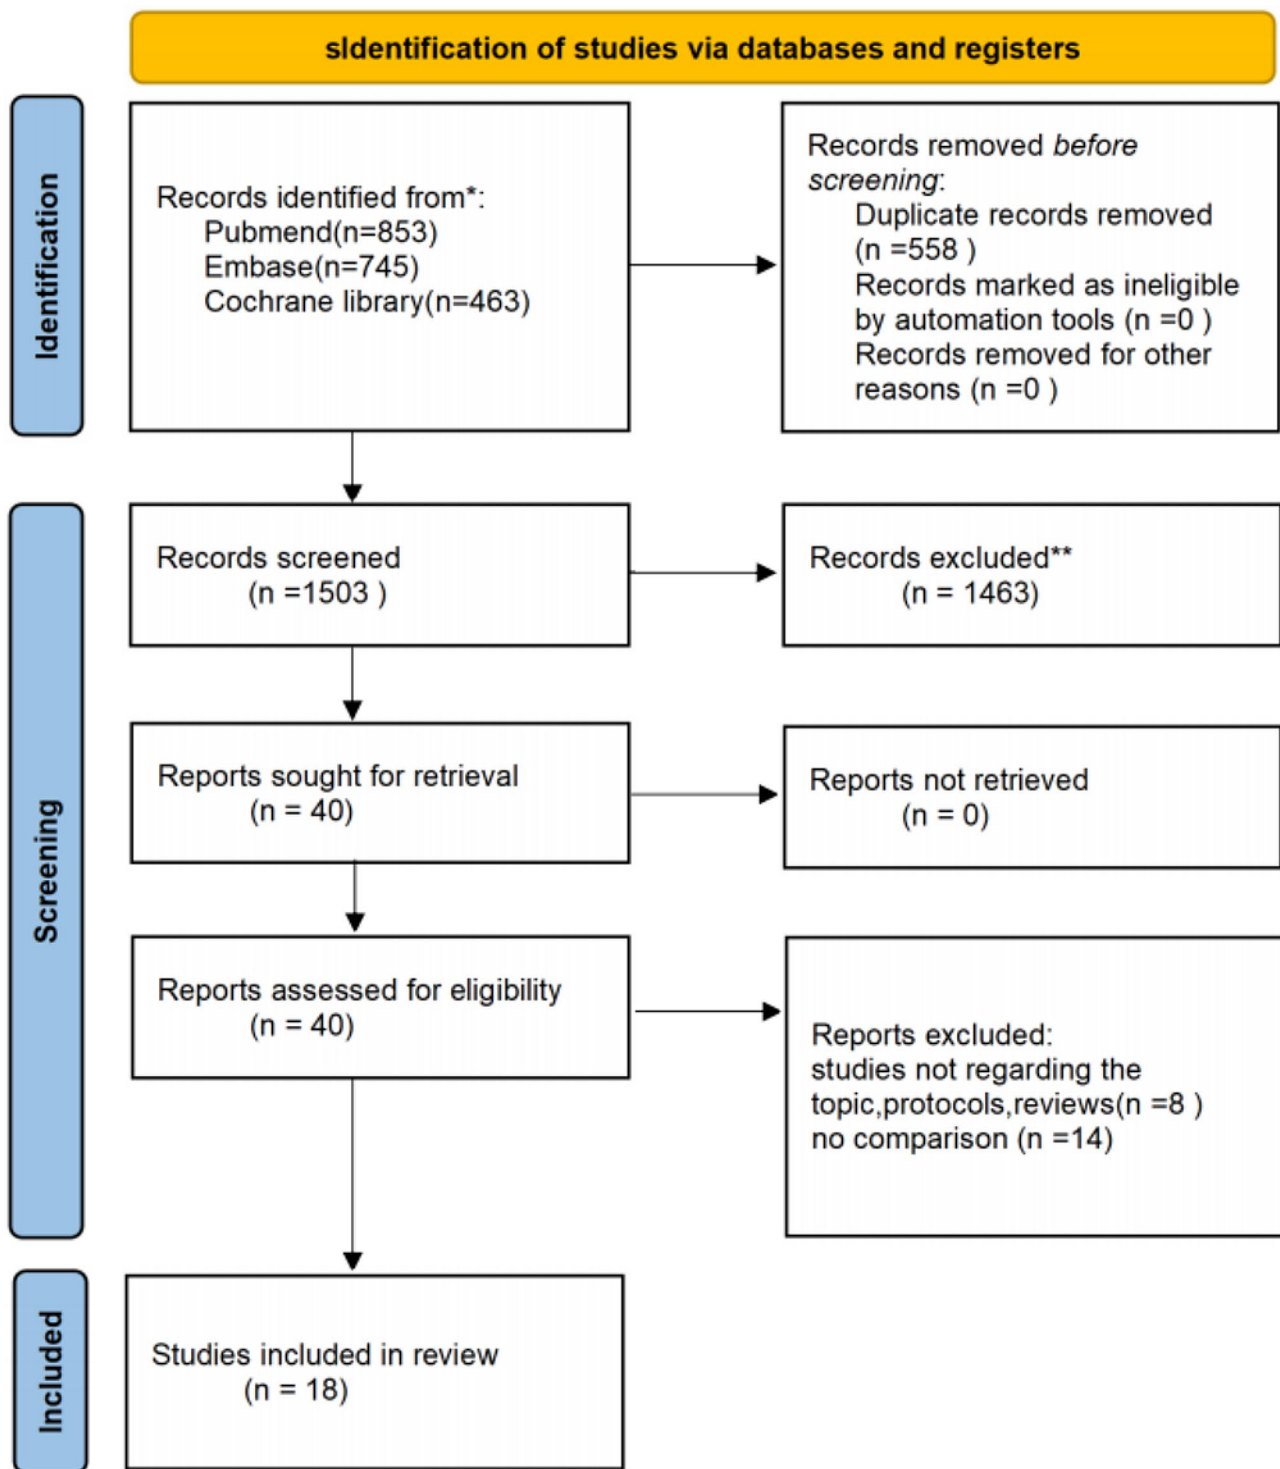 sIdentification of studies via databases and registers
Identification
Records identified from*:
Pubmend(n=853)
Embase(n=745)
Cochrane library(n=463)
Records removed before
screening:
Duplicate records removed
(n =558 )
Records marked as ineligible
by automation tools (n =0 )
Records removed for other
reasons (n =0 )
Screening
Records screened
(n =1503 )
Records excluded**
(n = 1463)
Reports sought for retrieval
(n = 40)
Reports not retrieved
(n = 0)
Reports assessed for eligibility
(n = 40)
Reports excluded:
studies not regarding the
topic,protocols,reviews(n =8 )
no comparison (n =14)
Included
Studies included in review
(n = 18)